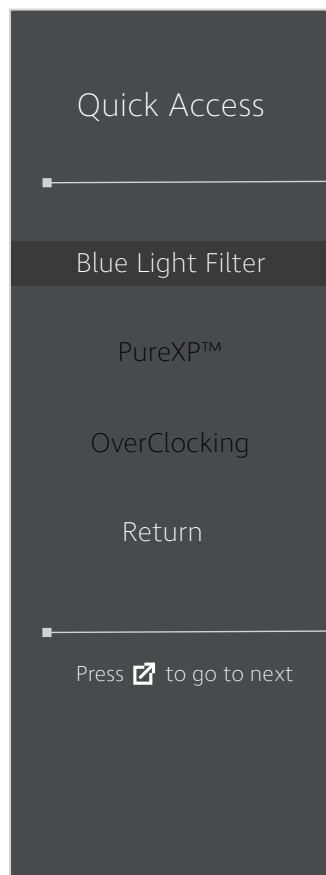 Quick Access
Blue Light Filter
PureXP™
OverClocking
Return
Press to go to next